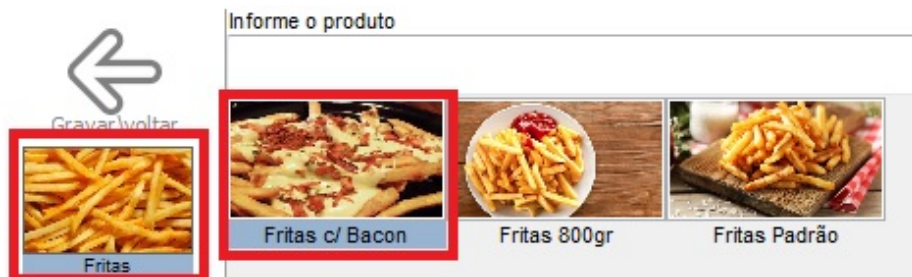 Informe o produto
Gravar\voltar
Fritas
Fritas c/ Bacon
Fritas 800gr
Fritas Padrão